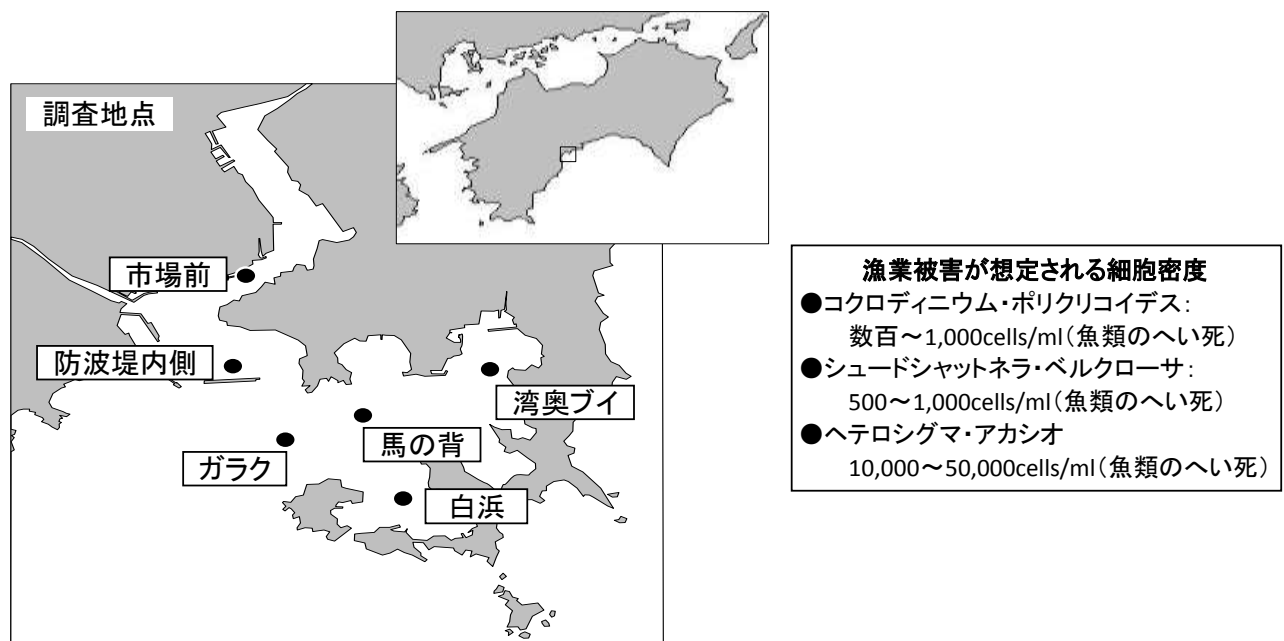 調査地点
市場前
防波堤内側
湾奥ブイ
馬の背
ガラク
白浜
漁業被害が想定される細胞密度
●コクロディニウム・ポリクリコイデス:
数百～1,000cells/ml(魚類のへい死)
●シュードシャットネラ・ベルクローサ:
500～1,000cells/ml(魚類のへい死)
●ヘテロシグマ・アカシオ
10,000～50,000cells/ml(魚類のへい死)